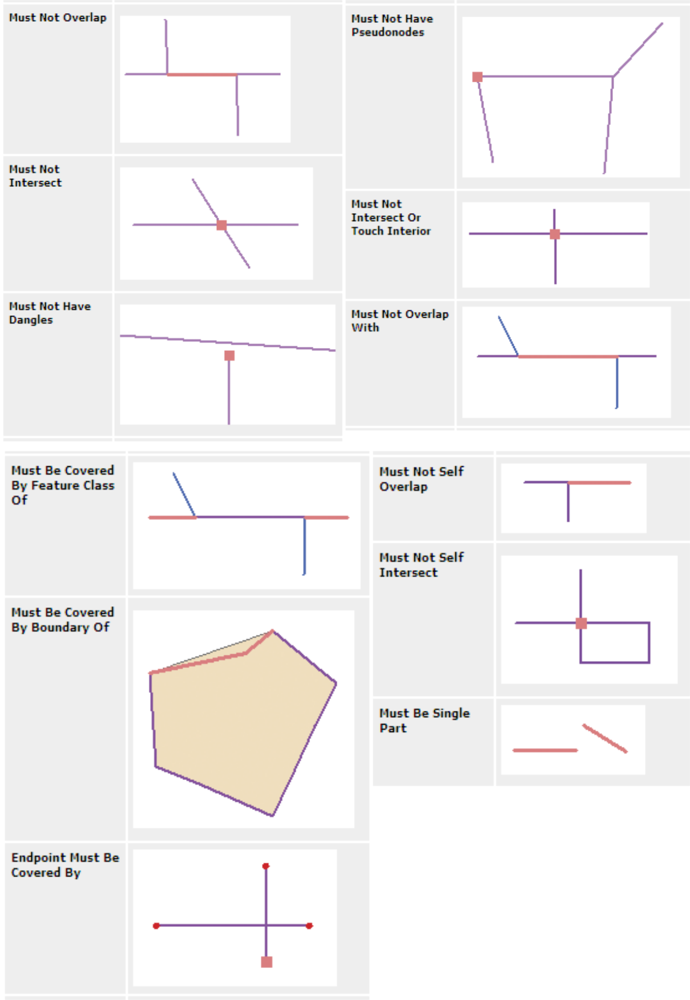 Must Not Overlap
Must Not
Intersect
Must Not Have
Dangles
Must Not Have
Pseudonodes
Must Not
Intersect Or
Touch Interior
Must Not Overlap
With
Must Be Covered
By Feature Class
Of
Must Be Covered
By Boundary Of
Endpoint Must Be
Covered By
Must Not Self
Overlap
Must Not Self
Intersect
Must Be Single
Part